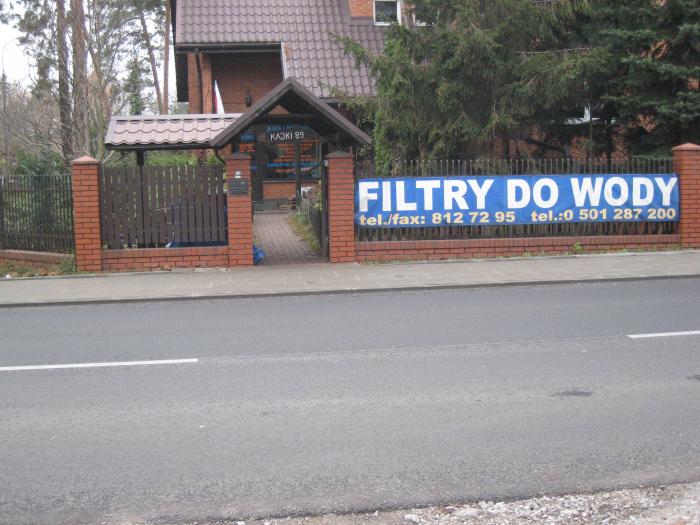 KAJKI 89
FILTRY DO WODY
tel./fax: 812 72 95 tel.:0 501 287 200